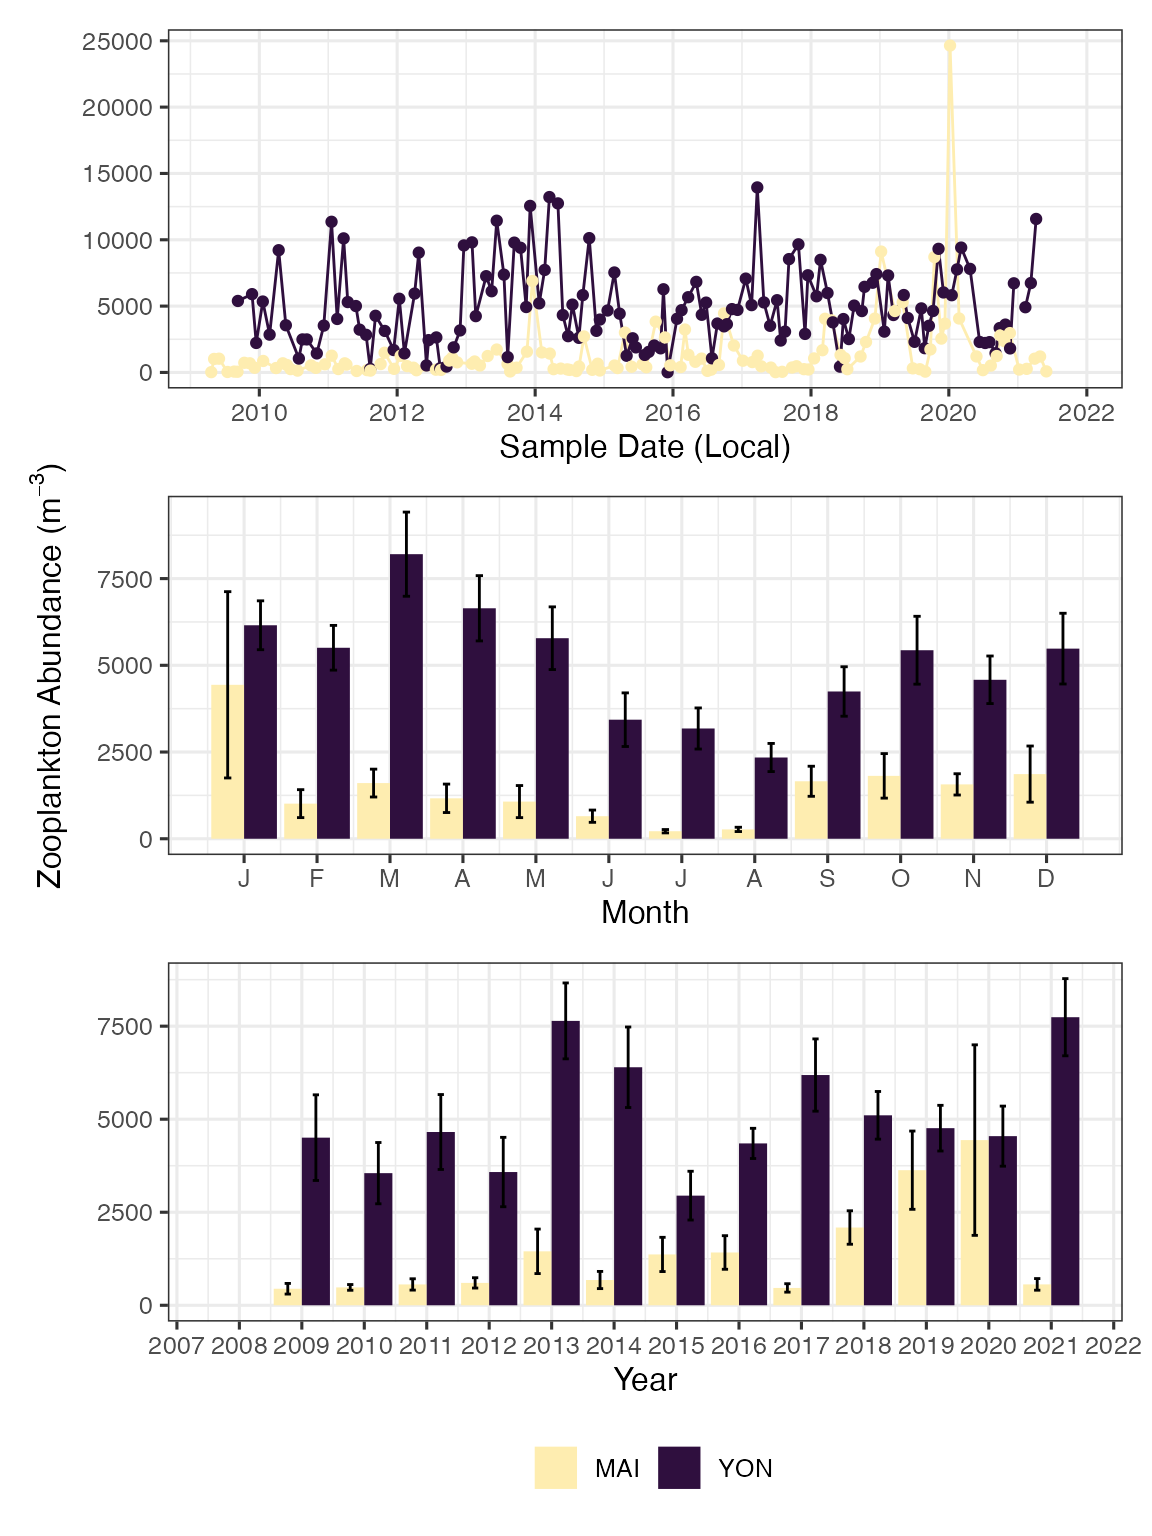 25000
20000
15000
10000
5000
0
2010 2012 2014 2016 2018 2020 2022
Sample Date (Local)
Zooplankton Abundance (m⁻³)
7500
5000
2500
0
J F M A M J J A S O N D
Month
7500
5000
2500
0
2007 2008 2009 2010 2011 2012 2013 2014 2015 2016 2017 2018 2019 2020 2021 2022
Year
MAI YON